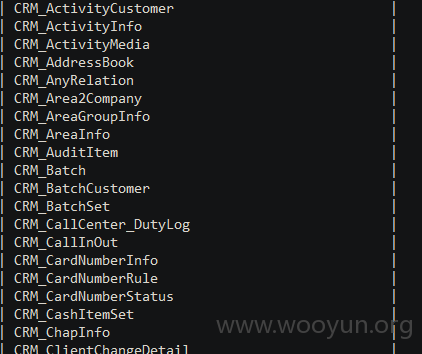 | CRM_ActivityCustomer |
| CRM_ActivityInfo |
| CRM_ActivityMedia |
| CRM_AddressBook |
| CRM_AnyRelation |
| CRM_Area2Company |
| CRM_AreaGroupInfo |
| CRM_AreaInfo |
| CRM_AuditItem |
| CRM_Batch |
| CRM_BatchCustomer |
| CRM_BatchSet |
| CRM_CallCenter_DutyLog |
| CRM_CallInOut |
| CRM_CardNumberInfo |
| CRM_CardNumberRule |
| CRM_CardNumberStatus |
| CRM_CashItemSet |
www.wooyun.org
| CRM_ChapInfo |
| CRM_ClientChangeDetail |